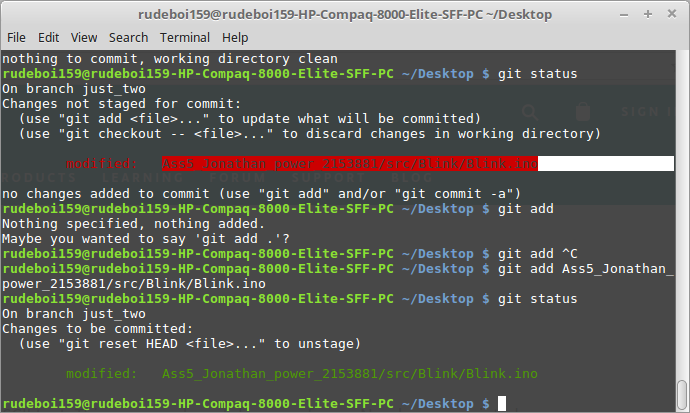 rudeboi159@rudeboi159-HP-Compaq-8000-Elite-SFF-PC ~/Desktop
File Edit View Search Terminal Help
nothing to commit, working directory clean
rudeboi159@rudeboi159-HP-Compaq-8000-Elite-SFF-PC ~/Desktop $ git status
On branch just_two
Changes not staged for commit:
  (use "git add <file>..." to update what will be committed)
  (use "git checkout -- <file>..." to discard changes in working directory)
SIGN I
        modified:   Ass5_Jonathan_power_2153881/src/Blink/Blink.ino
RODUCTS LEARNING FORUM SUPPORT BLOG
no changes added to commit (use "git add" and/or "git commit -a")
rudeboi159@rudeboi159-HP-Compaq-8000-Elite-SFF-PC ~/Desktop $ git add
Nothing specified, nothing added.
Maybe you wanted to say 'git add .'?
rudeboi159@rudeboi159-HP-Compaq-8000-Elite-SFF-PC ~/Desktop $ git add ^C
rudeboi159@rudeboi159-HP-Compaq-8000-Elite-SFF-PC ~/Desktop $ git add Ass5_Jonathan_
power_2153881/src/Blink/Blink.ino
rudeboi159@rudeboi159-HP-Compaq-8000-Elite-SFF-PC ~/Desktop $ git status
On branch just_two
Changes to be committed:
  (use "git reset HEAD <file>..." to unstage)
        modified:   Ass5_Jonathan_power_2153881/src/Blink/Blink.ino
rudeboi159@rudeboi159-HP-Compaq-8000-Elite-SFF-PC ~/Desktop $